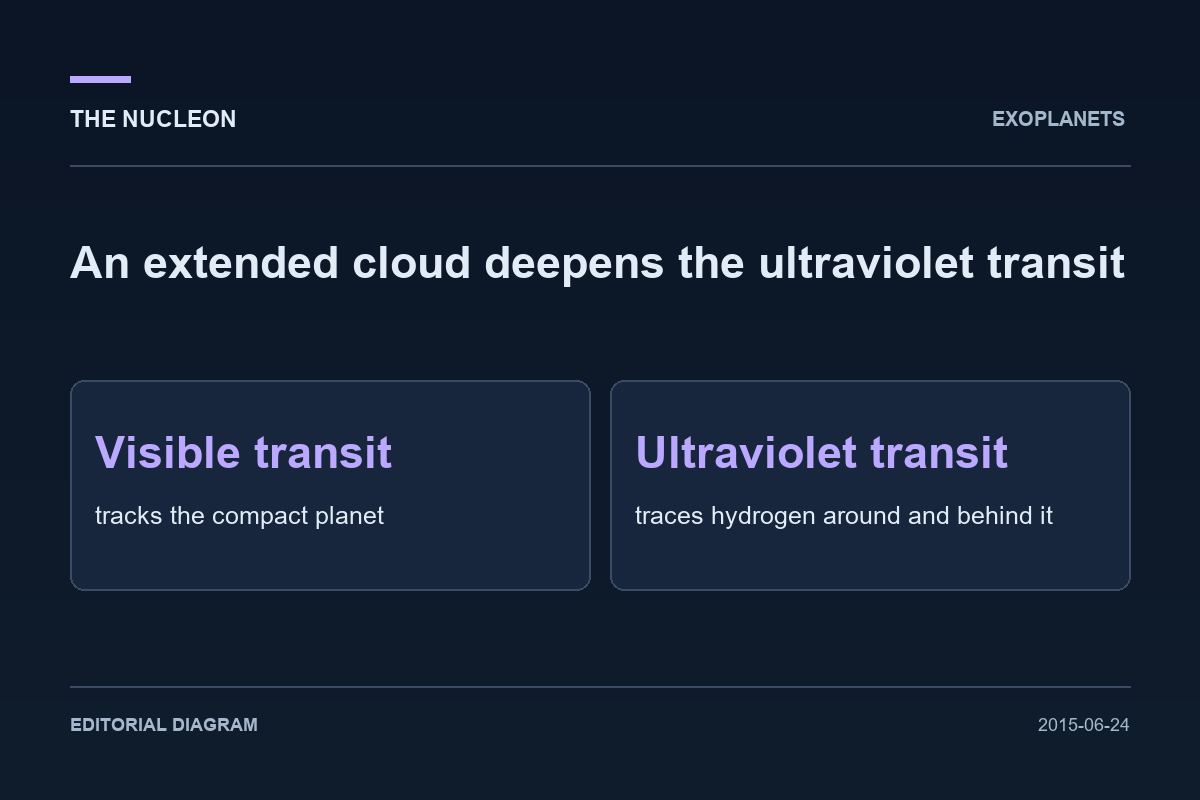 THE NUCLEON
EXOPLANETS
An extended cloud deepens the ultraviolet transit
Visible transit
tracks the compact planet
Ultraviolet transit
traces hydrogen around and behind it
EDITORIAL DIAGRAM
2015-06-24